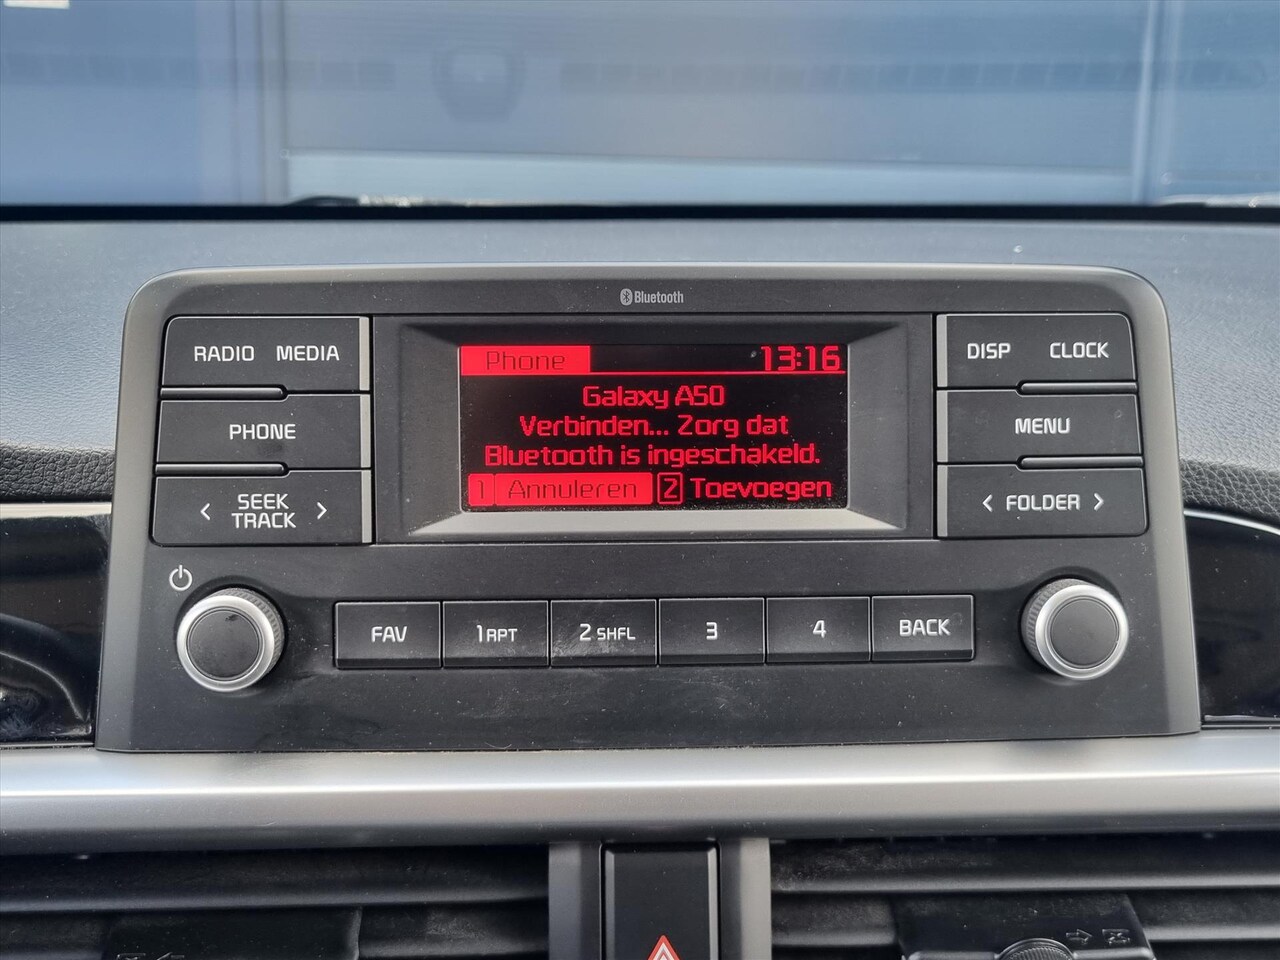 Bluetooth
RADIO MEDIA
PHONE
< SEEK TRACK >
Phone 13:16
Galaxy A50
Verbinden... Zorg dat
Bluetooth is ingeschakeld.
1 Annuleren 2 Toevoegen
DISP CLOCK
MENU
< FOLDER >
FAV 1 RPT 2 SHFL 3 4 BACK